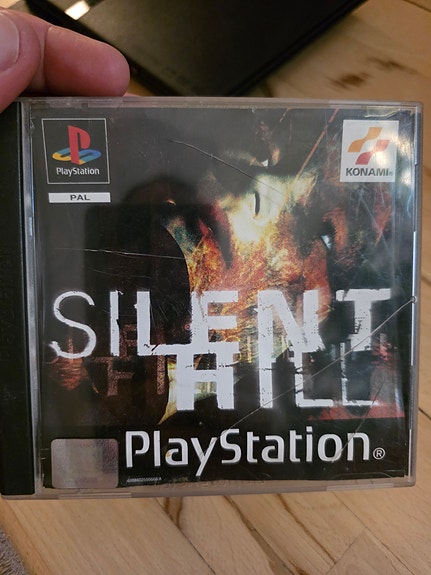 PlayStation
PAL
KONAMI®
SILENT
HILL
PlayStation®